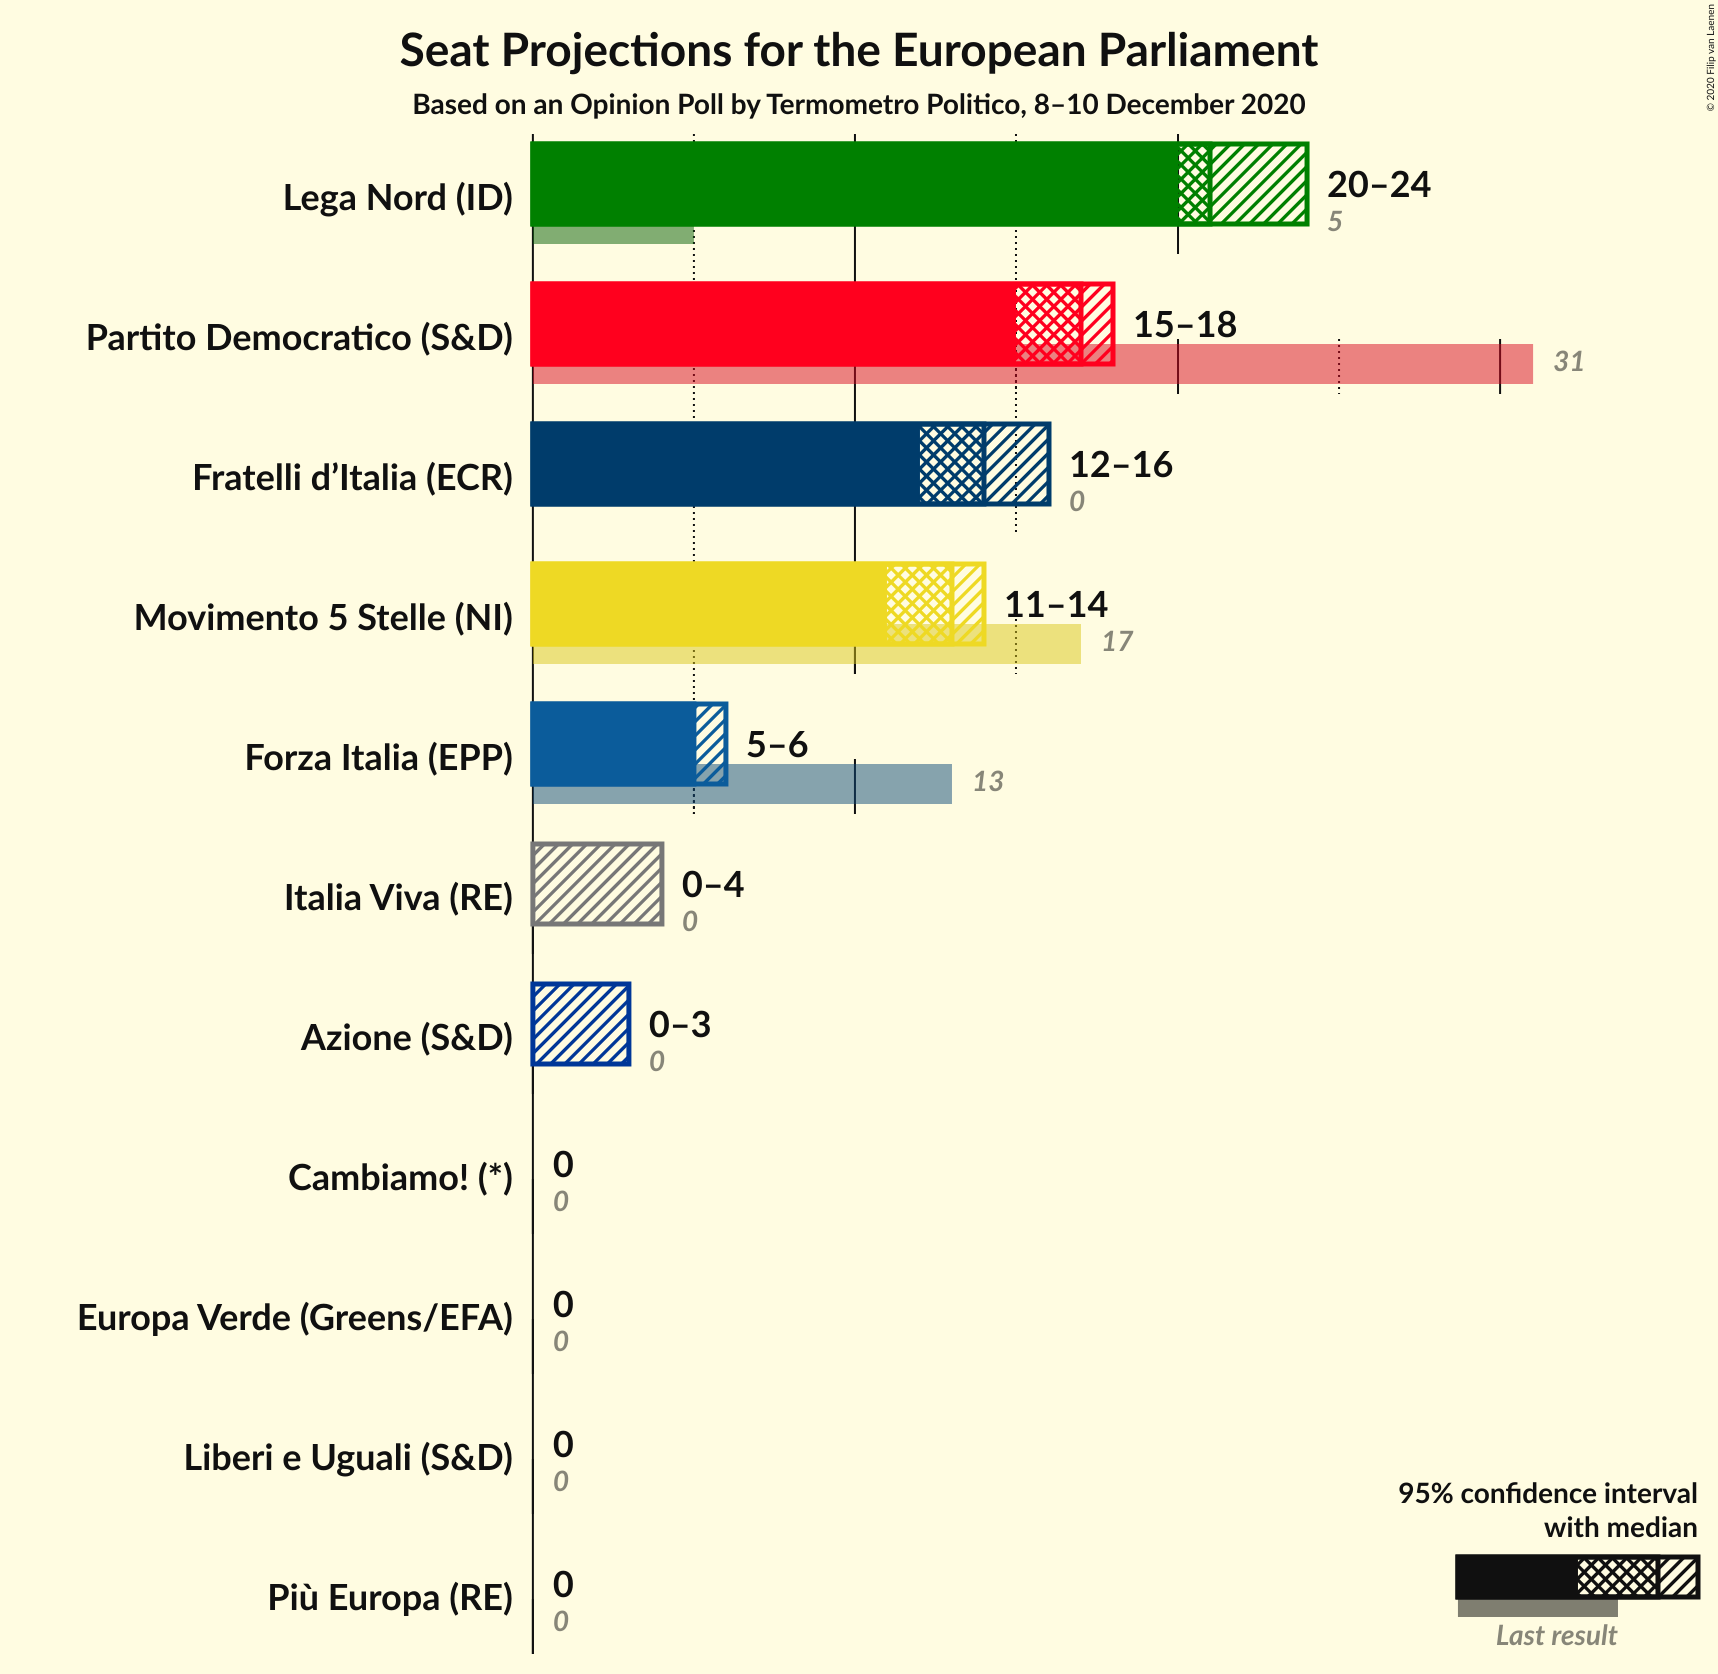 Seat Projections for the European Parliament
Based on an Opinion Poll by Termometro Politico, 8–10 December 2020
© 2020 Filip van Laenen
Lega Nord (ID)
20–24
5
Partito Democratico (S&D)
15–18
31
Fratelli d’Italia (ECR)
12–16
0
Movimento 5 Stelle (NI)
11–14
17
Forza Italia (EPP)
5–6
13
Italia Viva (RE)
0–4
0
Azione (S&D)
0–3
0
Cambiamo! (*)
0
0
Europa Verde (Greens/EFA)
0
0
Liberi e Uguali (S&D)
0
0
Più Europa (RE)
0
0
95% confidence interval
with median
Last result